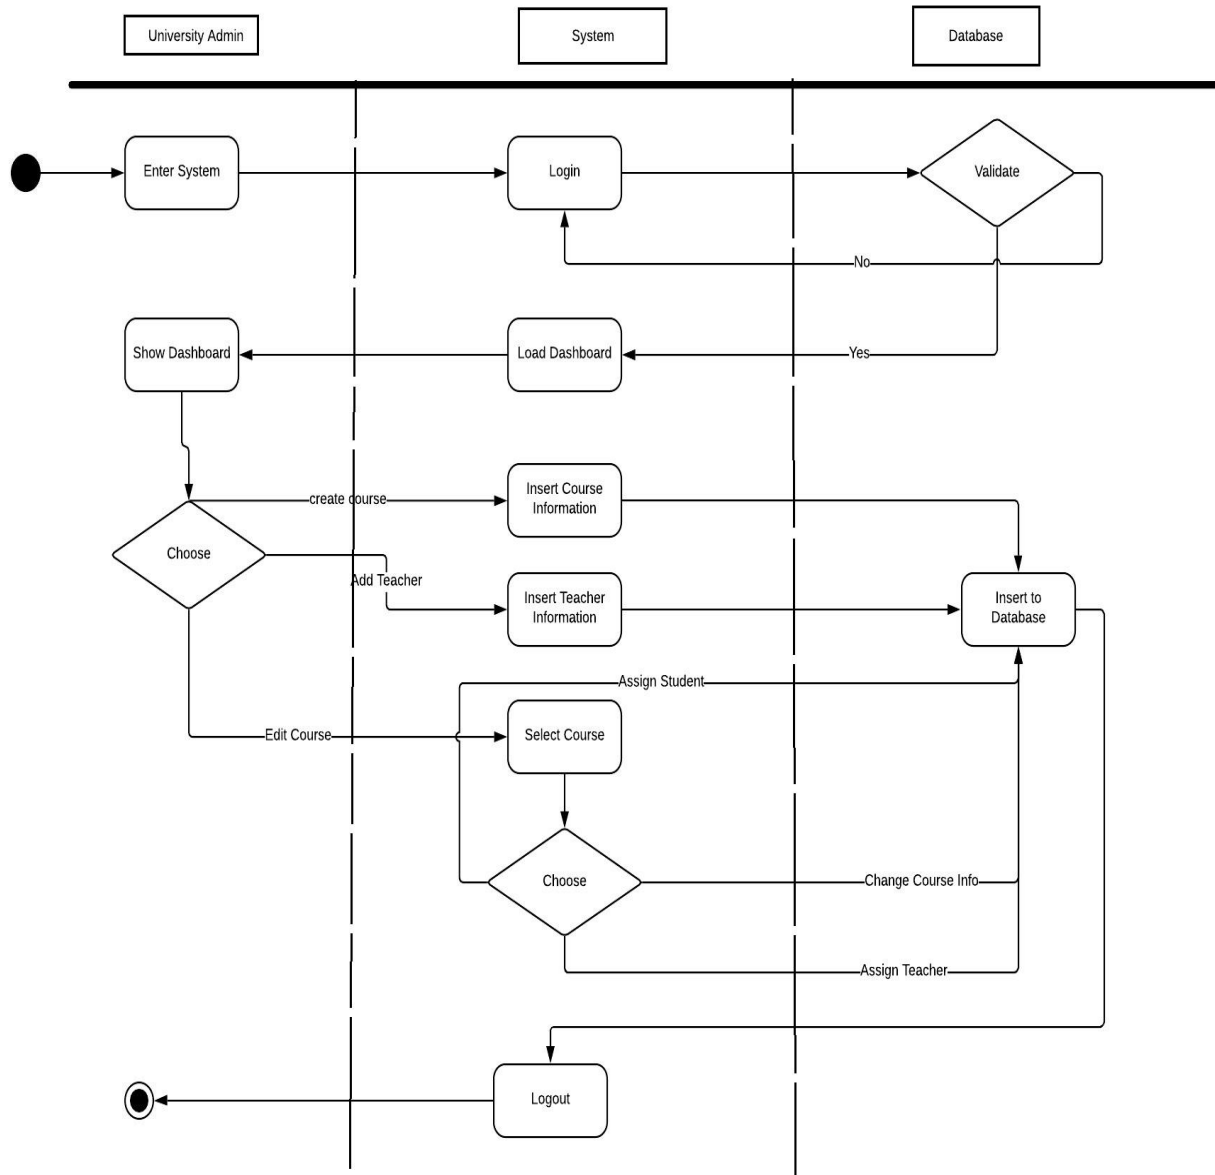 University Admin
System
Database
Enter System
Login
Validate
No
Show Dashboard
Load Dashboard
Yes
create course
Insert Course
Information
Choose
Add Teacher
Insert Teacher
Information
Insert to
Database
Assign Student
Edit Course
Select Course
Choose
Change Course Info
Assign Teacher
Logout